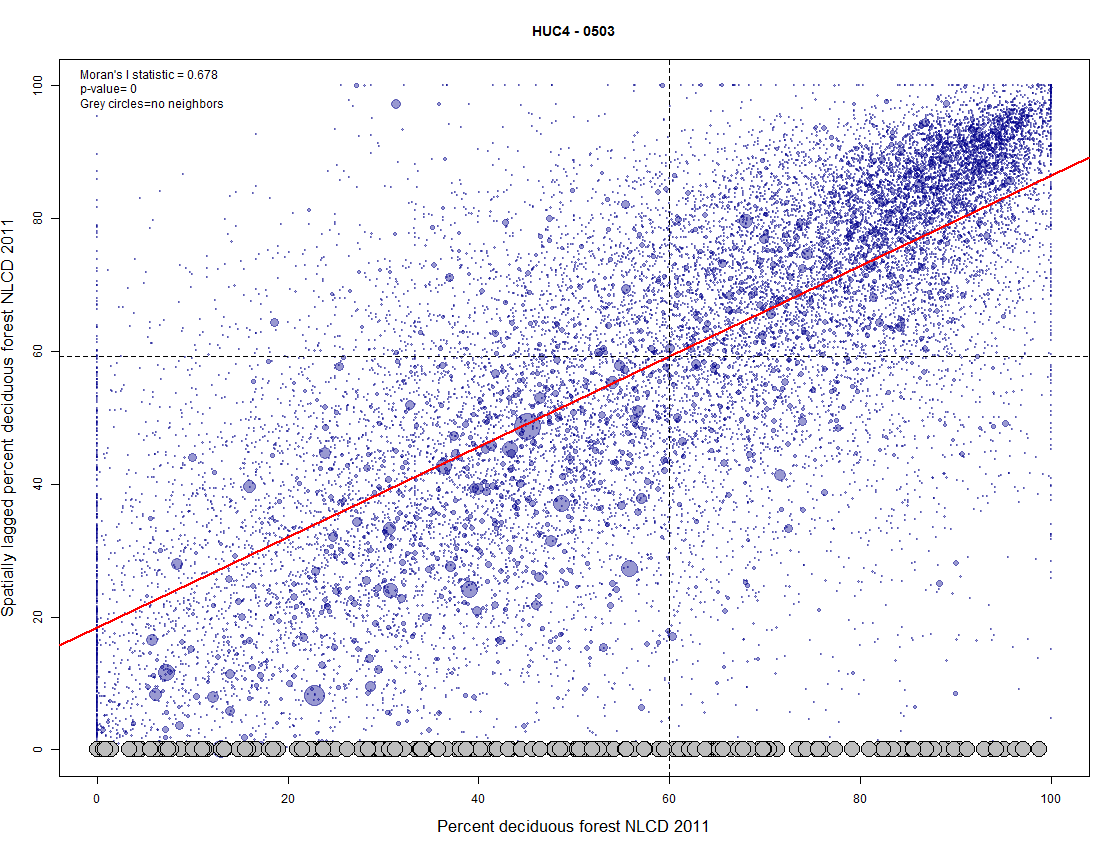 HUC4 - 0503
Moran's I statistic = 0.678
p-value= 0
Grey circles=no neighbors
Spatially lagged percent deciduous forest NLCD 2011
100
80
60
40
20
0
0 20 40 60 80 100
Percent deciduous forest NLCD 2011